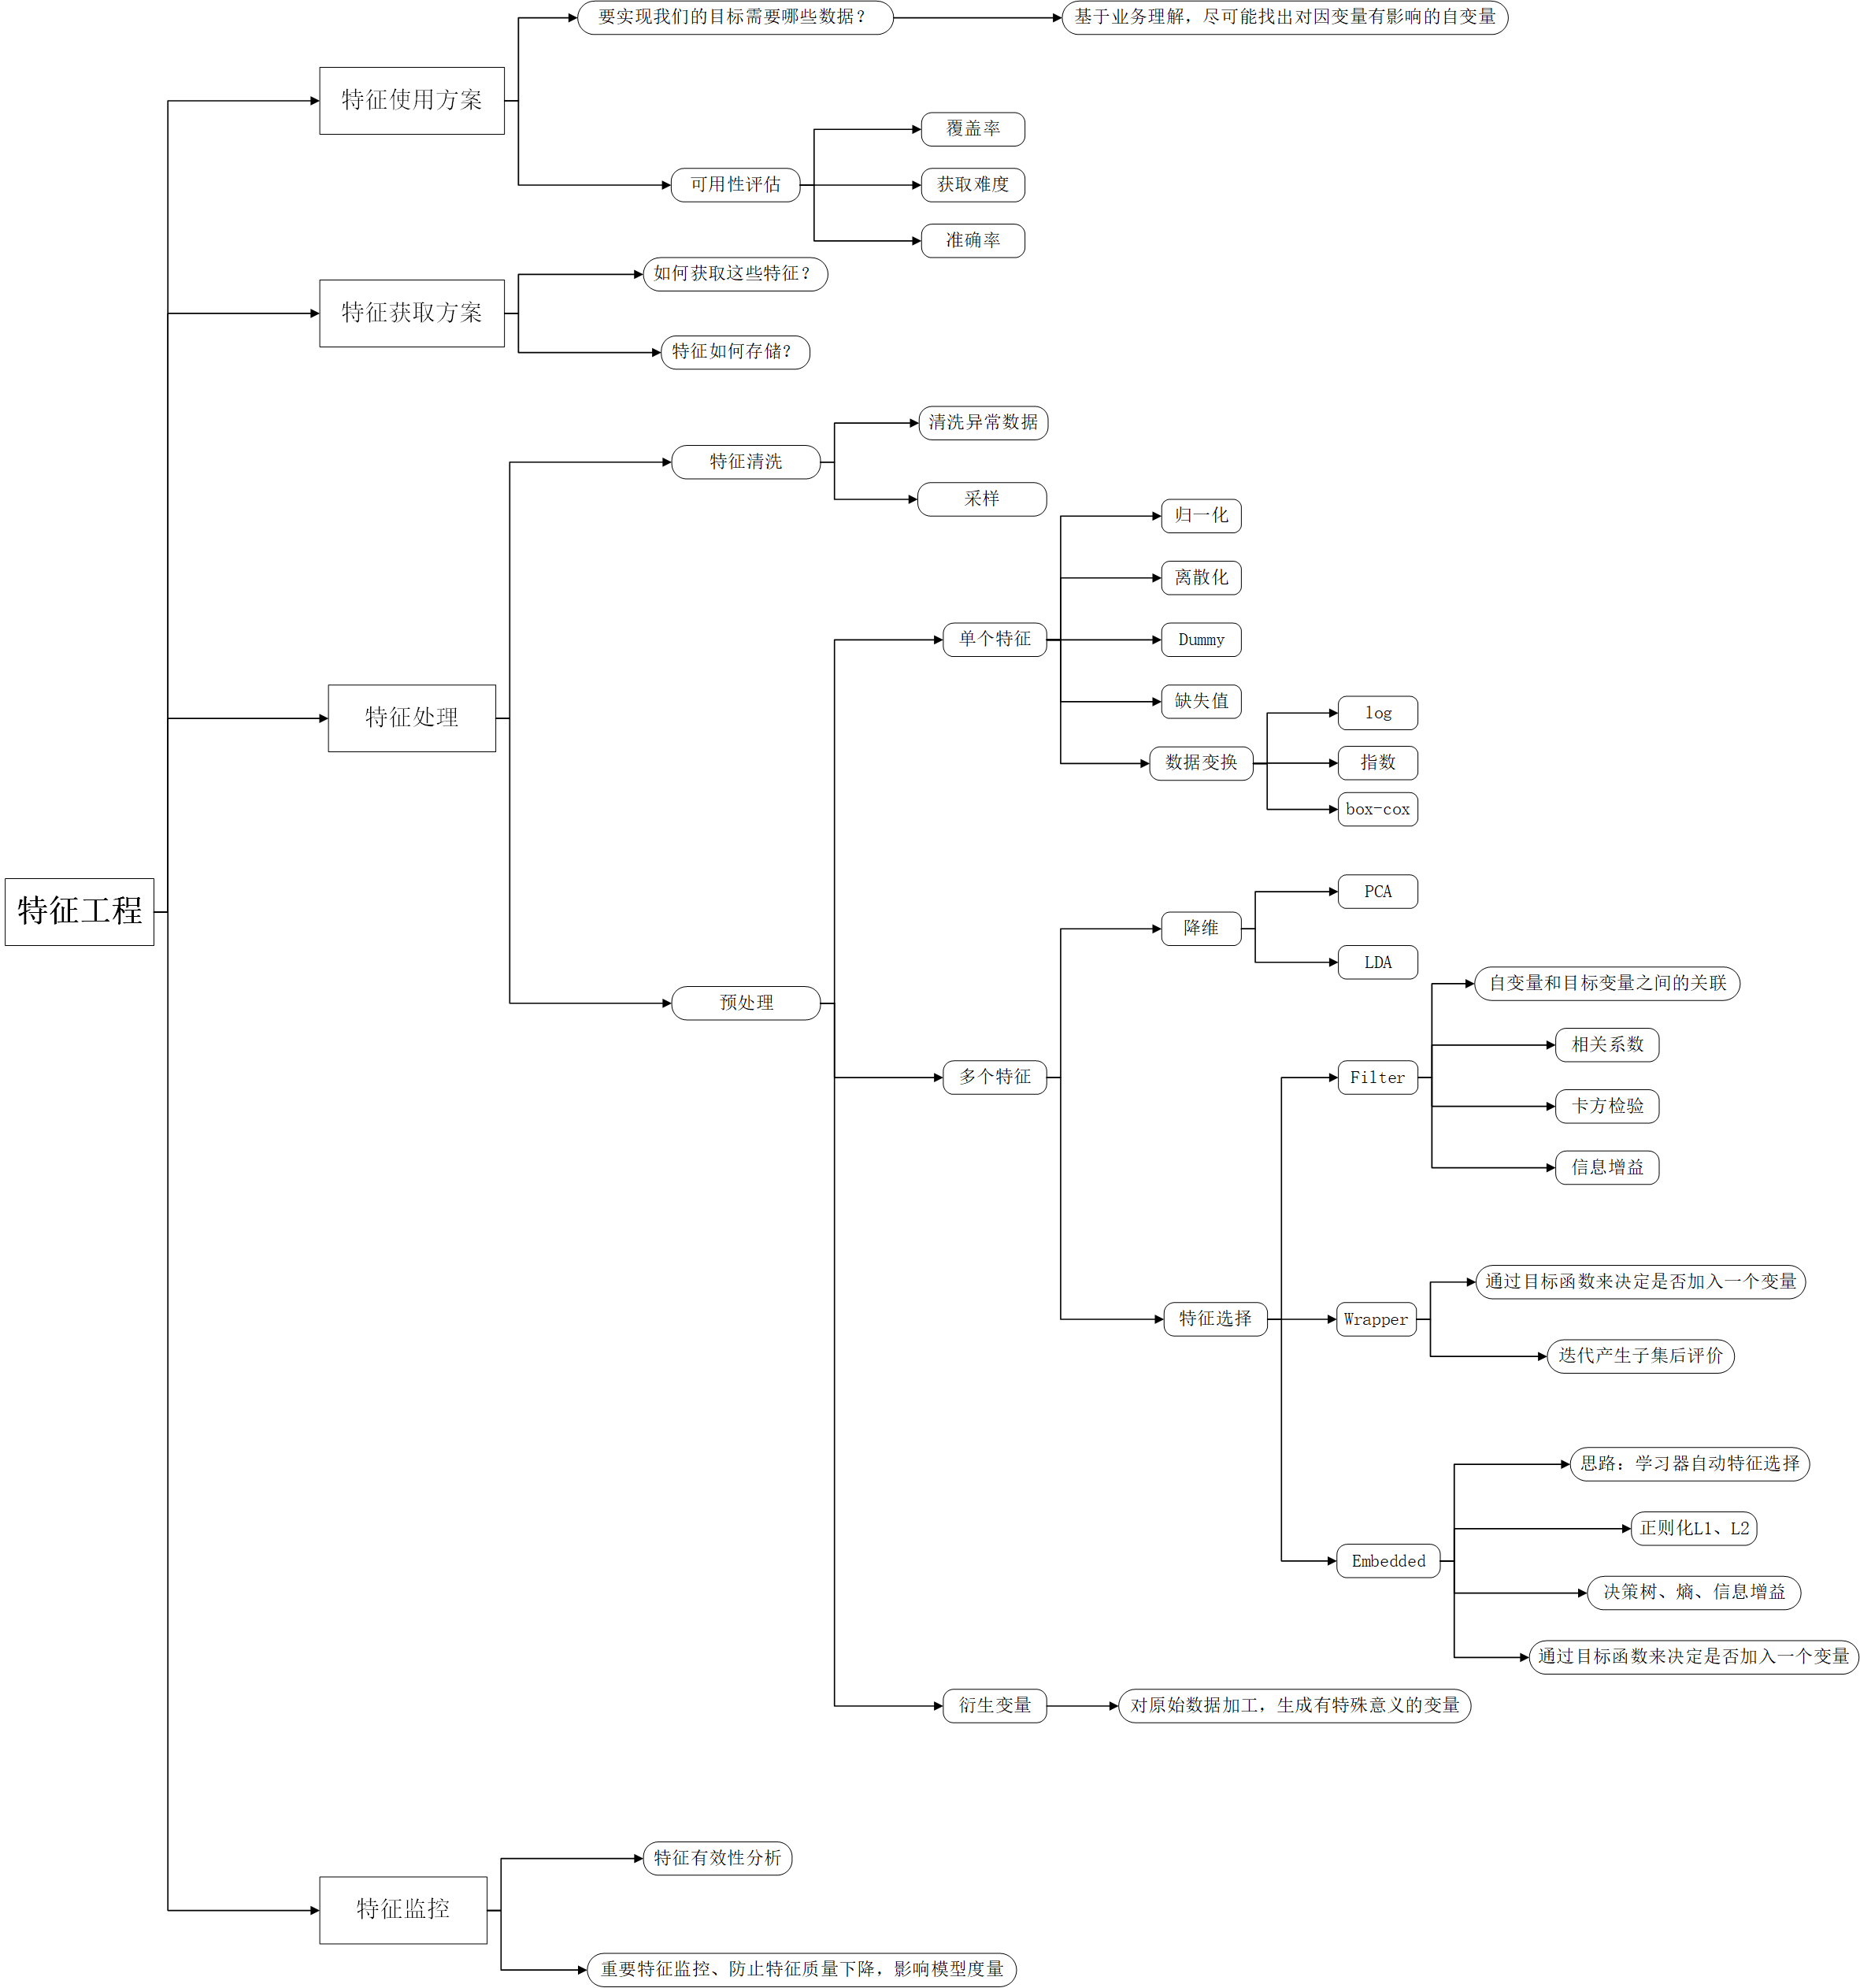 特征工程
特征使用方案
要实现我们的目标需要哪些数据?
基于业务理解，尽可能找出对因变量有影响的自变量
可用性评估
覆盖率
获取难度
准确率
特征获取方案
如何获取这些特征?
特征如何存储?
特征处理
特征清洗
清洗异常数据
采样
预处理
单个特征
归一化
离散化
Dummy
缺失值
数据变换
log
指数
box-cox
多个特征
降维
PCA
LDA
特征选择
Filter
自变量和目标变量之间的关联
相关系数
卡方检验
信息增益
Wrapper
通过目标函数来决定是否加入一个变量
迭代产生子集后评价
Embedded
思路：学习器自动特征选择
正则化L1、L2
决策树、熵、信息增益
通过目标函数来决定是否加入一个变量
衍生变量
对原始数据加工，生成有特殊意义的变量
特征监控
特征有效性分析
重要特征监控、防止特征质量下降，影响模型度量